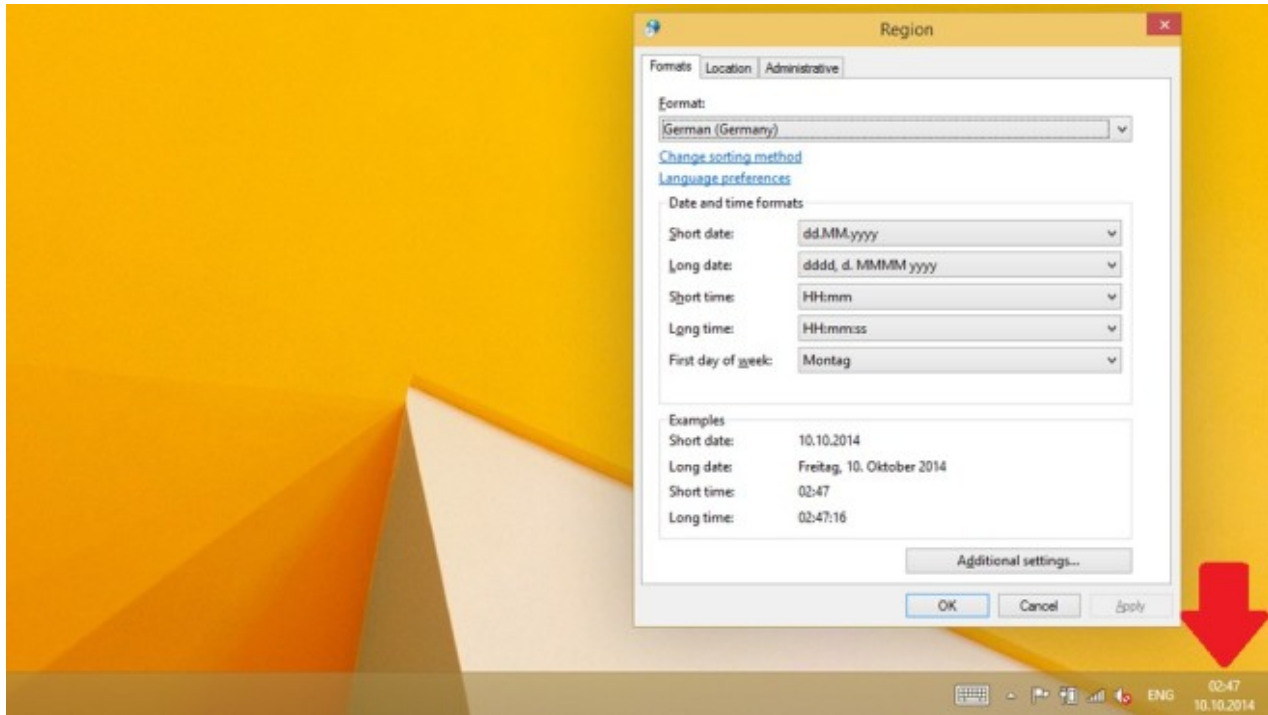 Region
Formats Location Administrative
Format:
German (Germany)
Change sorting method
Language preferences
Date and time formats
Short date: dd.MM.yyyy
Long date: dddd, d. MMMM yyyy
Short time: HH:mm
Long time: HH:mm:ss
First day of week: Montag
Examples
Short date: 10.10.2014
Long date: Freitag, 10. Oktober 2014
Short time: 02:47
Long time: 02:47:16
Additional settings...
OK Cancel Apply
ENG 02:47
10.10.2014